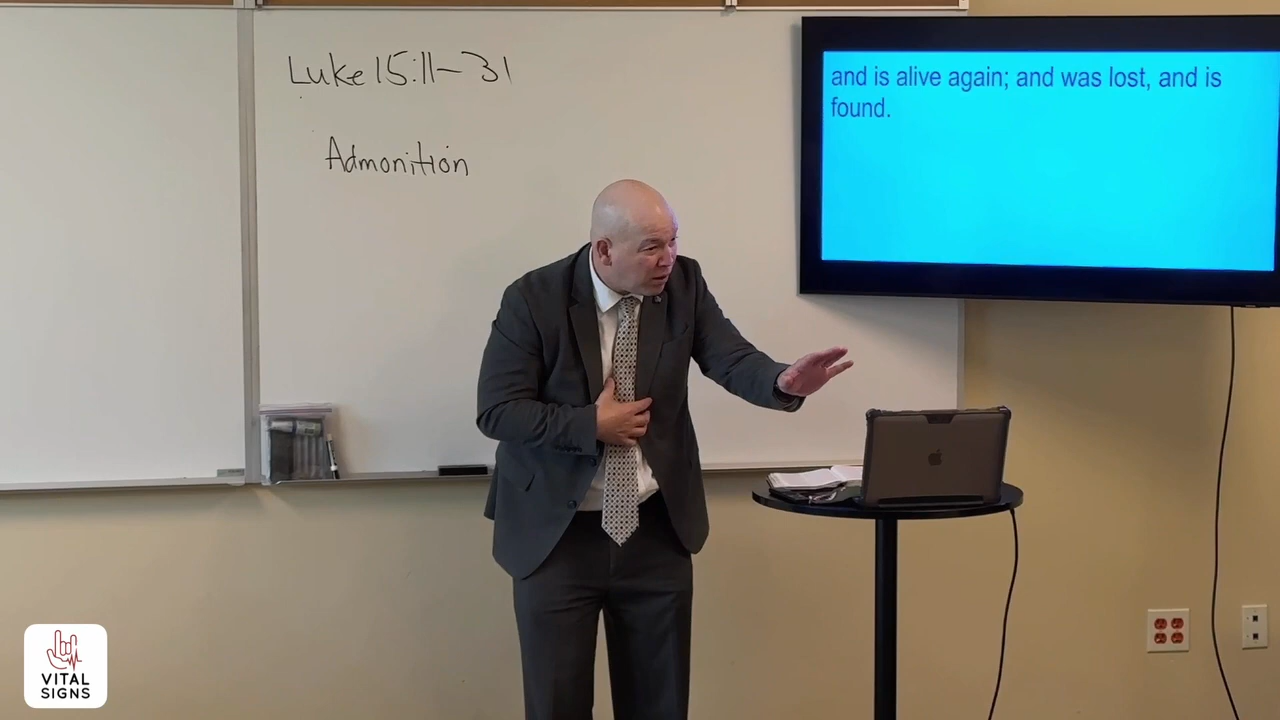 Luke 15:11-31
Admonition
and is alive again; and was lost, and is
found.
VITAL
SIGNS